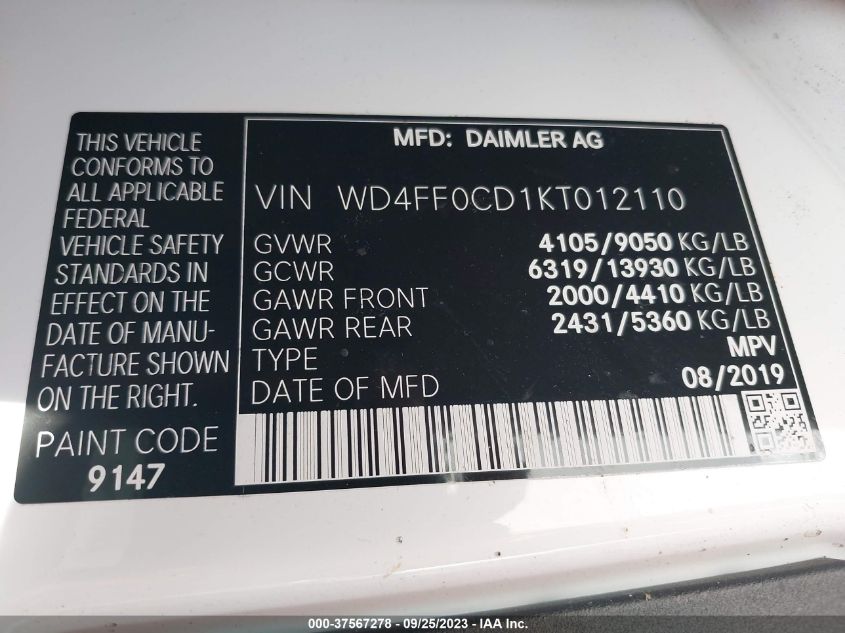 THIS VEHICLE
CONFORMS TO
ALL APPLICABLE
FEDERAL
VEHICLE SAFETY
STANDARDS IN
EFFECT ON THE
DATE OF MANU-
FACTURE SHOWN
ON THE RIGHT.
PAINT CODE
9147
MFD: DAIMLER AG
VIN WD4FF0CD1KT012110
GVWR 4105/9050 KG/LB
GCWR 6319/13930 KG/LB
GAWR FRONT 2000/4410 KG/LB
GAWR REAR 2431/5360 KG/LB
TYPE MPV
DATE OF MFD 08/2019
000-37567278 - 09/25/2023 - IAA Inc.